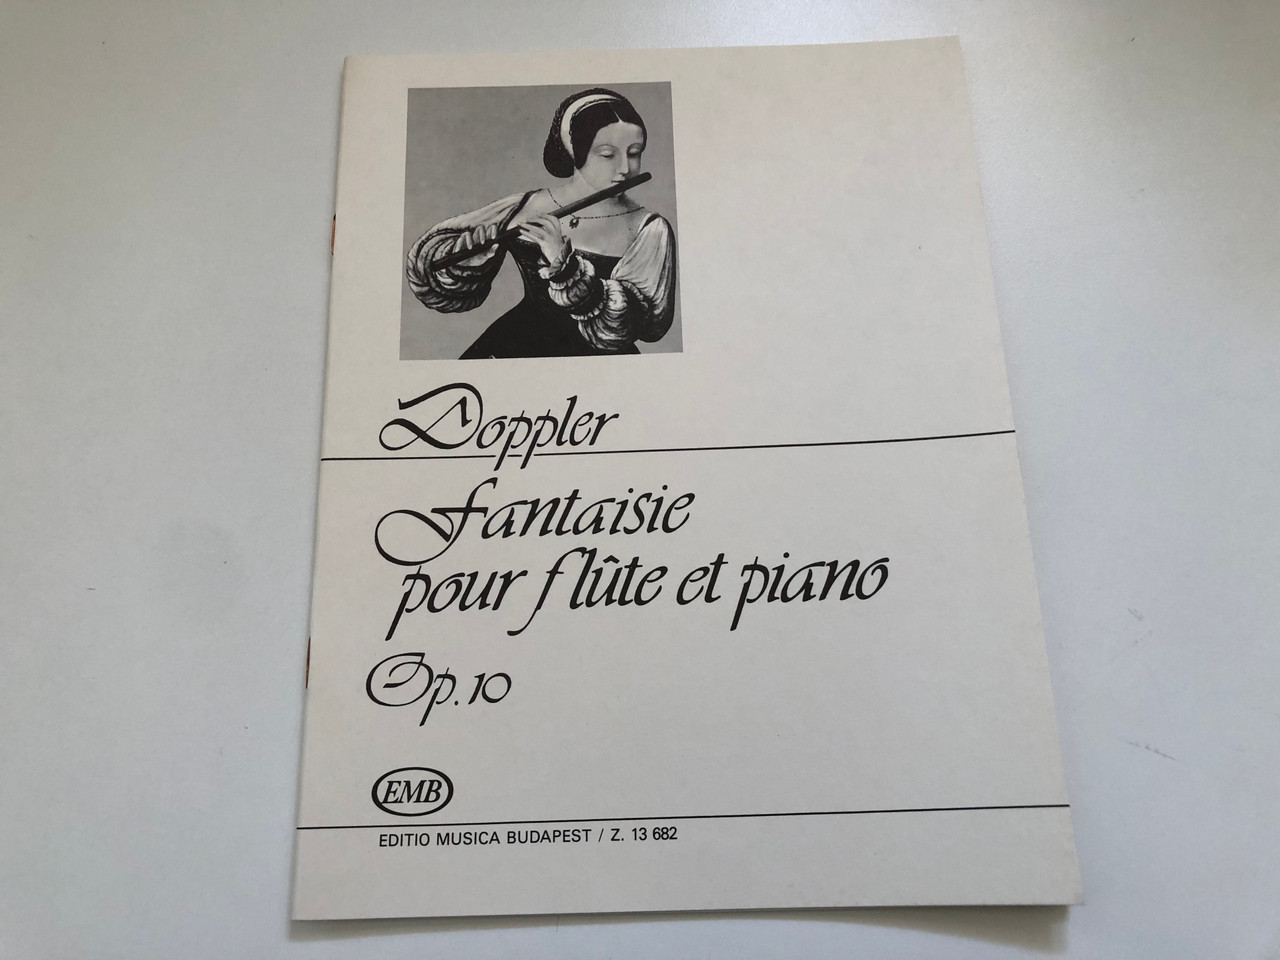 Doppler
Fantaisie
pour flûte et piano
Op. 10
EMB
EDITIO MUSICA BUDAPEST / Z. 13 682